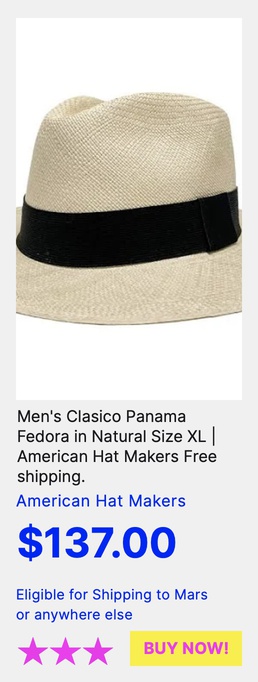 Men's Clasico Panama
Fedora in Natural Size XL |
American Hat Makers Free
shipping.
American Hat Makers
$137.00
Eligible for Shipping to Mars
or anywhere else
BUY NOW!